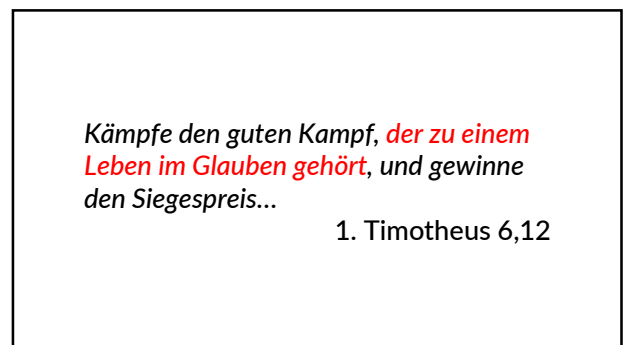 Kämpfe den guten Kampf, der zu einem
Leben im Glauben gehört, und gewinne
den Siegespreis…
1. Timotheus 6,12